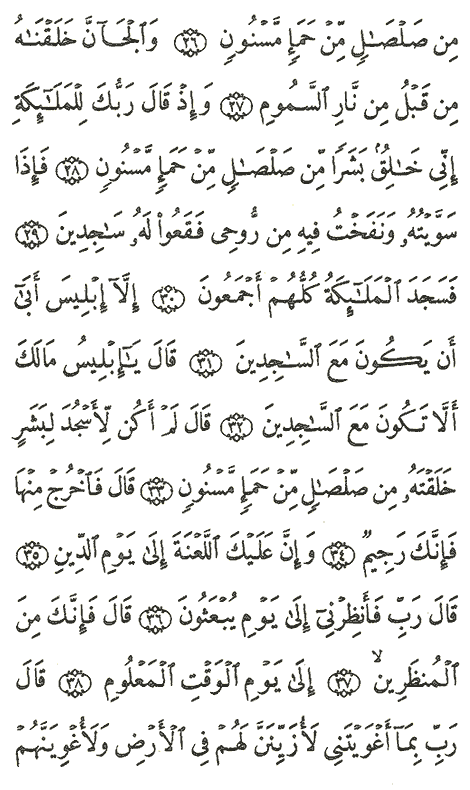 مِن صَلْصَٰلٍ مِّنْ حَمَإٍ مَّسْنُونٍ ٢٦ وَٱلْجَآنَّ خَلَقْنَٰهُ
مِن قَبْلُ مِن نَّارِ ٱلسَّمُومِ ٢٧ وَإِذْ قَالَ رَبُّكَ لِلْمَلَٰٓئِكَةِ
إِنِّى خَٰلِقٌۢ بَشَرًا مِّن صَلْصَٰلٍ مِّنْ حَمَإٍ مَّسْنُونٍ ٢٨ فَإِذَا
سَوَّيْتُهُۥ وَنَفَخْتُ فِيهِ مِن رُّوحِى فَقَعُوا۟ لَهُۥ سَٰجِدِينَ ٢٩
فَسَجَدَ ٱلْمَلَٰٓئِكَةُ كُلُّهُمْ أَجْمَعُونَ ٣٠ إِلَّآ إِبْلِيسَ أَبَىٰٓ
أَن يَكُونَ مَعَ ٱلسَّٰجِدِينَ ٣١ قَالَ يَٰٓإِبْلِيسُ مَالَكَ
أَلَّا تَكُونَ مَعَ ٱلسَّٰجِدِينَ ٣٢ قَالَ لَمْ أَكُن لِّأَسْجُدَ لِبَشَرٍ
خَلَقْتَهُۥ مِن صَلْصَٰلٍ مِّنْ حَمَإٍ مَّسْنُونٍ ٣٣ قَالَ فَٱخْرُجْ مِنْهَا
فَإِنَّكَ رَجِيمٌ ٣٤ وَإِنَّ عَلَيْكَ ٱللَّعْنَةَ إِلَىٰ يَوْمِ ٱلدِّينِ ٣٥
قَالَ رَبِّ فَأَنظِرْنِىٓ إِلَىٰ يَوْمِ يُبْعَثُونَ ٣٦ قَالَ فَإِنَّكَ مِنَ
ٱلْمُنظَرِينَ ۙ ٣٧ إِلَىٰ يَوْمِ ٱلْوَقْتِ ٱلْمَعْلُومِ ٣٨ قَالَ
رَبِّ بِمَآ أَغْوَيْتَنِى لَأُزَيِّنَنَّ لَهُمْ فِى ٱلْأَرْضِ وَلَأُغْوِيَنَّهُمْ